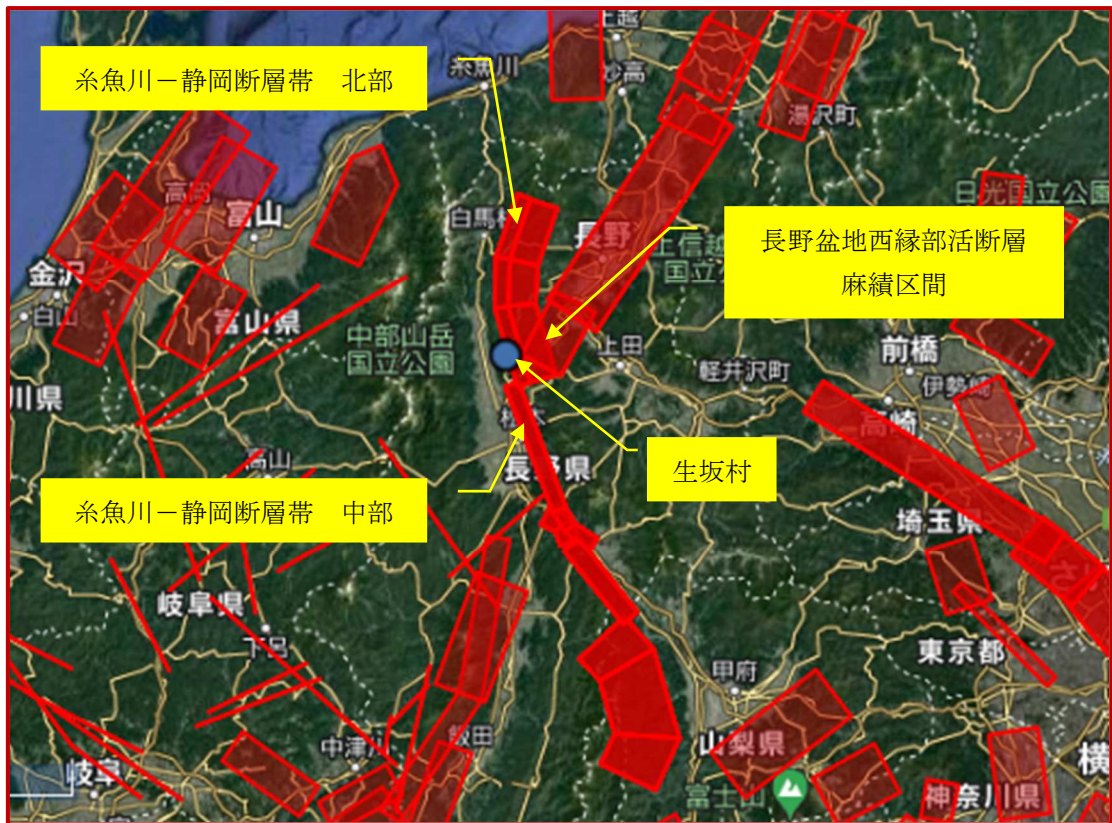 上越
糸魚川－静岡断層帯　北部
糸魚川
妙高
湯沢町
高岡
富山
白馬村
長野
上信越
国立公
日光国立公園
長野盆地西縁部活断層
麻績区間
金沢
白山
富山県
中部山岳
国立公園
上田
軽井沢町
前橋
伊勢崎
高崎
川県
松本
長野県
生坂村
高山
糸魚川－静岡断層帯　中部
埼玉県
さい
岐阜県
下呂
東京都
甲府
飯田
中津川
山梨県
岐阜
富士山
神奈川県
横